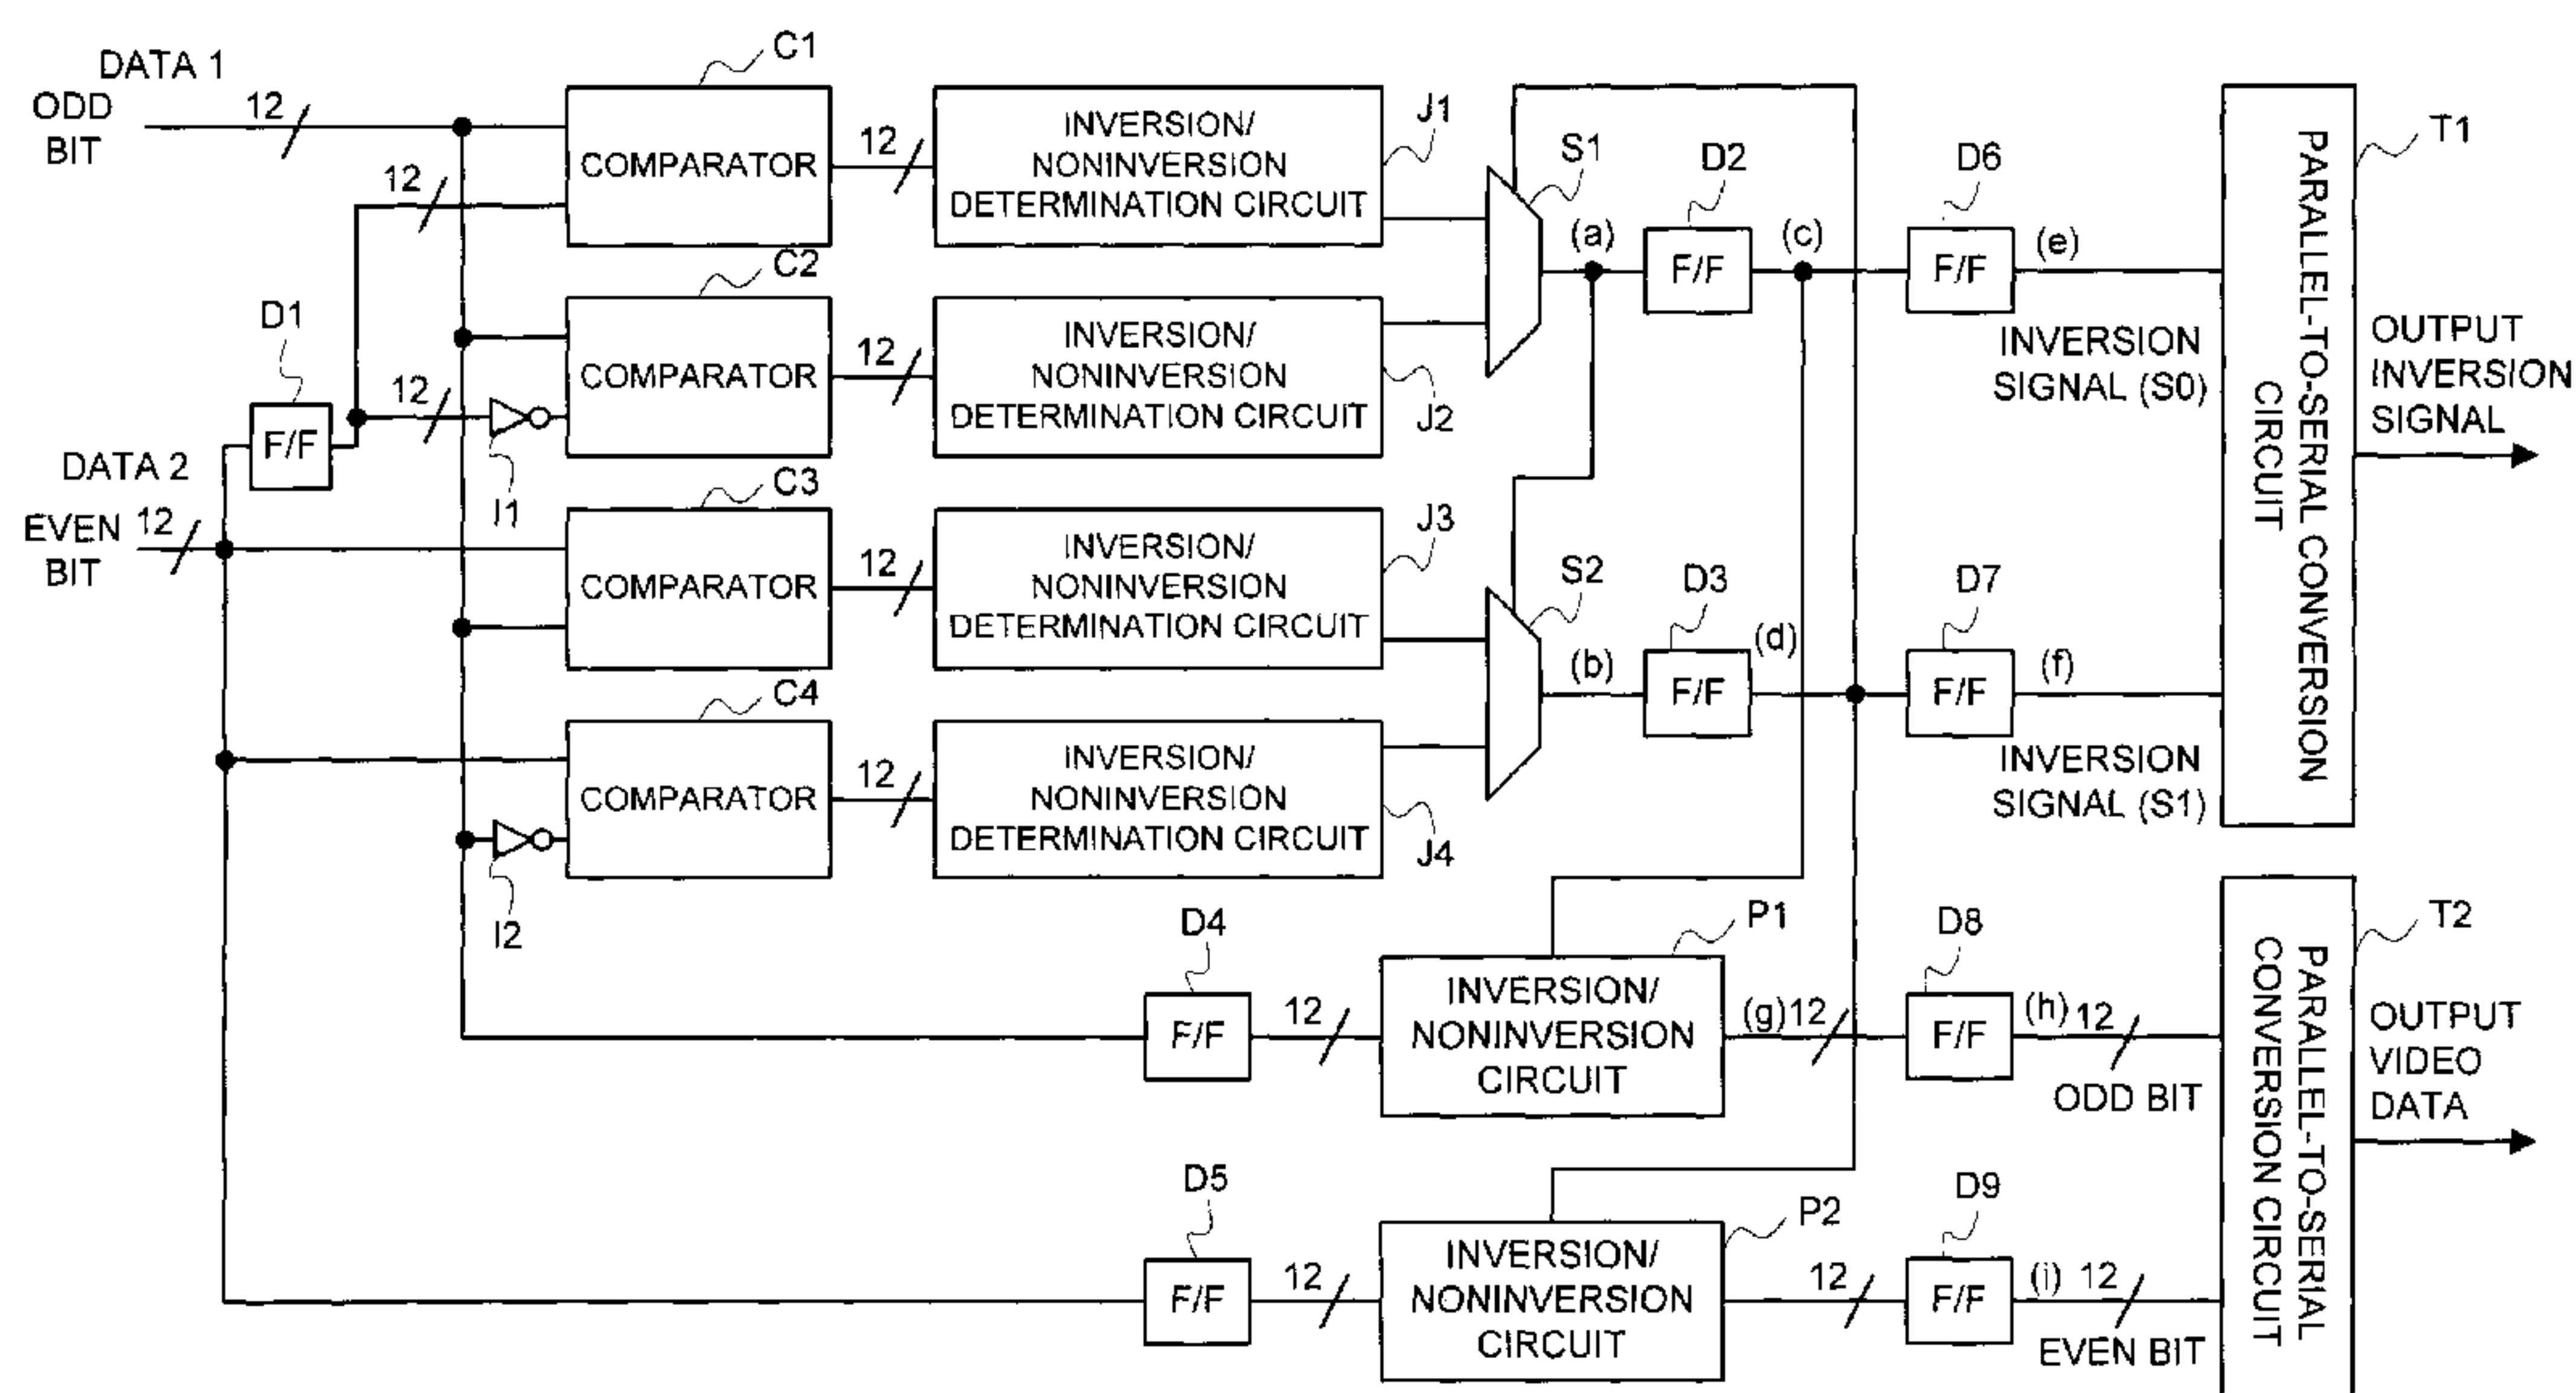 DATA 1
ODD
BIT
12
12
C1
COMPARATOR
12
INVERSION/
NONINVERSION
DETERMINATION CIRCUIT
J1
S1
(a)
D2
F/F
(c)
D6
F/F
(e)
INVERSION
SIGNAL (S0)
PARALLEL-TO-SERIAL CONVERSION
CIRCUIT
T1
OUTPUT
INVERSION
SIGNAL
D1
F/F
12
I1
C2
COMPARATOR
12
INVERSION/
NONINVERSION
DETERMINATION CIRCUIT
J2
DATA 2
EVEN
BIT
12
C3
COMPARATOR
12
INVERSION/
NONINVERSION
DETERMINATION CIRCUIT
J3
S2
(b)
D3
F/F
(d)
D7
F/F
(f)
INVERSION
SIGNAL (S1)
C4
COMPARATOR
12
INVERSION/
NONINVERSION
DETERMINATION CIRCUIT
J4
I2
D4
F/F
12
P1
INVERSION/
NONINVERSION
CIRCUIT
(g)
12
D8
F/F
(h)
12
ODD BIT
PARALLEL-TO-SERIAL
CONVERSION CIRCUIT
T2
OUTPUT
VIDEO
DATA
D5
F/F
12
P2
INVERSION/
NONINVERSION
CIRCUIT
12
D9
F/F
(i)
12
EVEN BIT